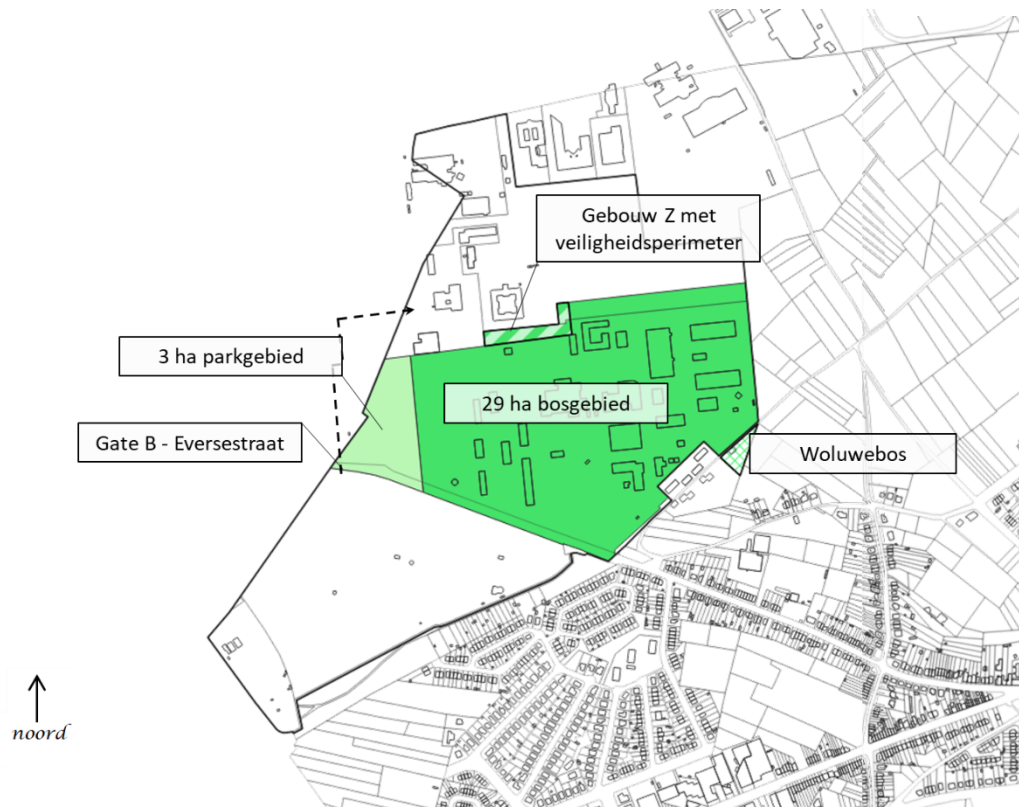 Gebouw Z met
veiligheidsperimeter
3 ha parkgebied
29 ha bosgebied
Gate B - Eversestraat
Woluwebos
noord